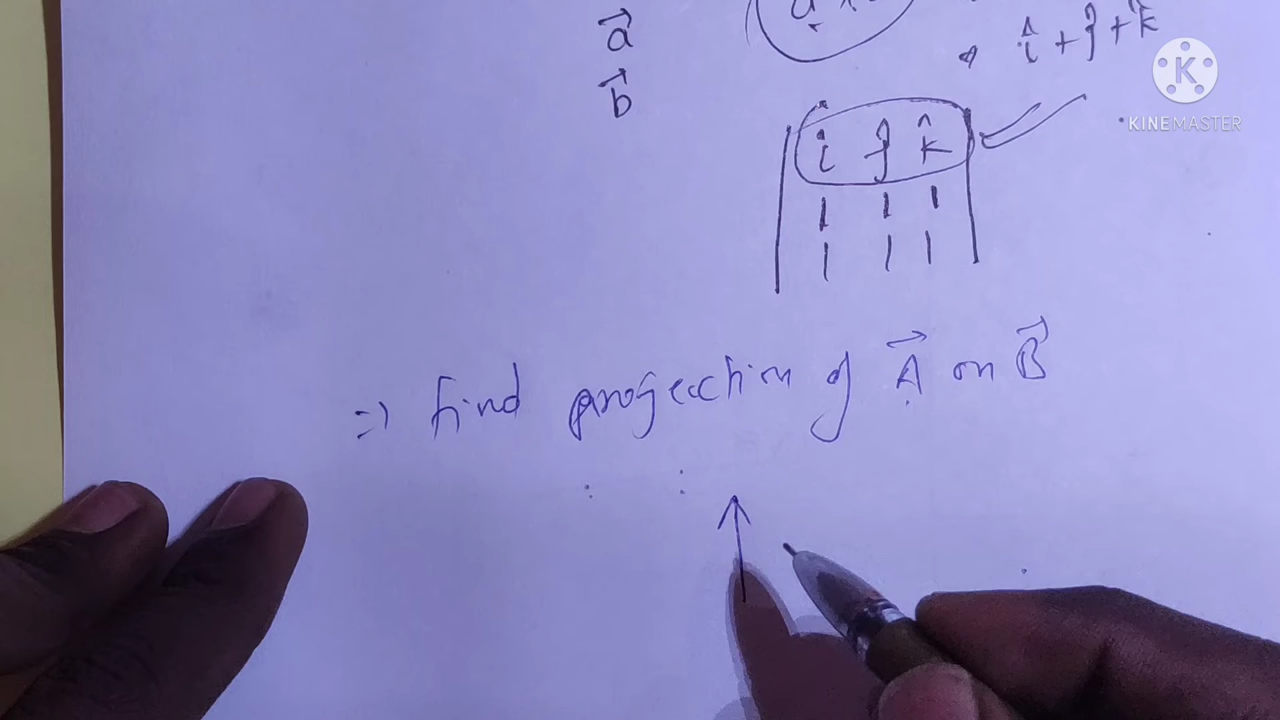 a⃗
î + ĵ + k̂
b⃗
K
KINEMASTER
î ĵ k̂
1 1 1
1 1 1
=) Find projection of A⃗ on B⃗